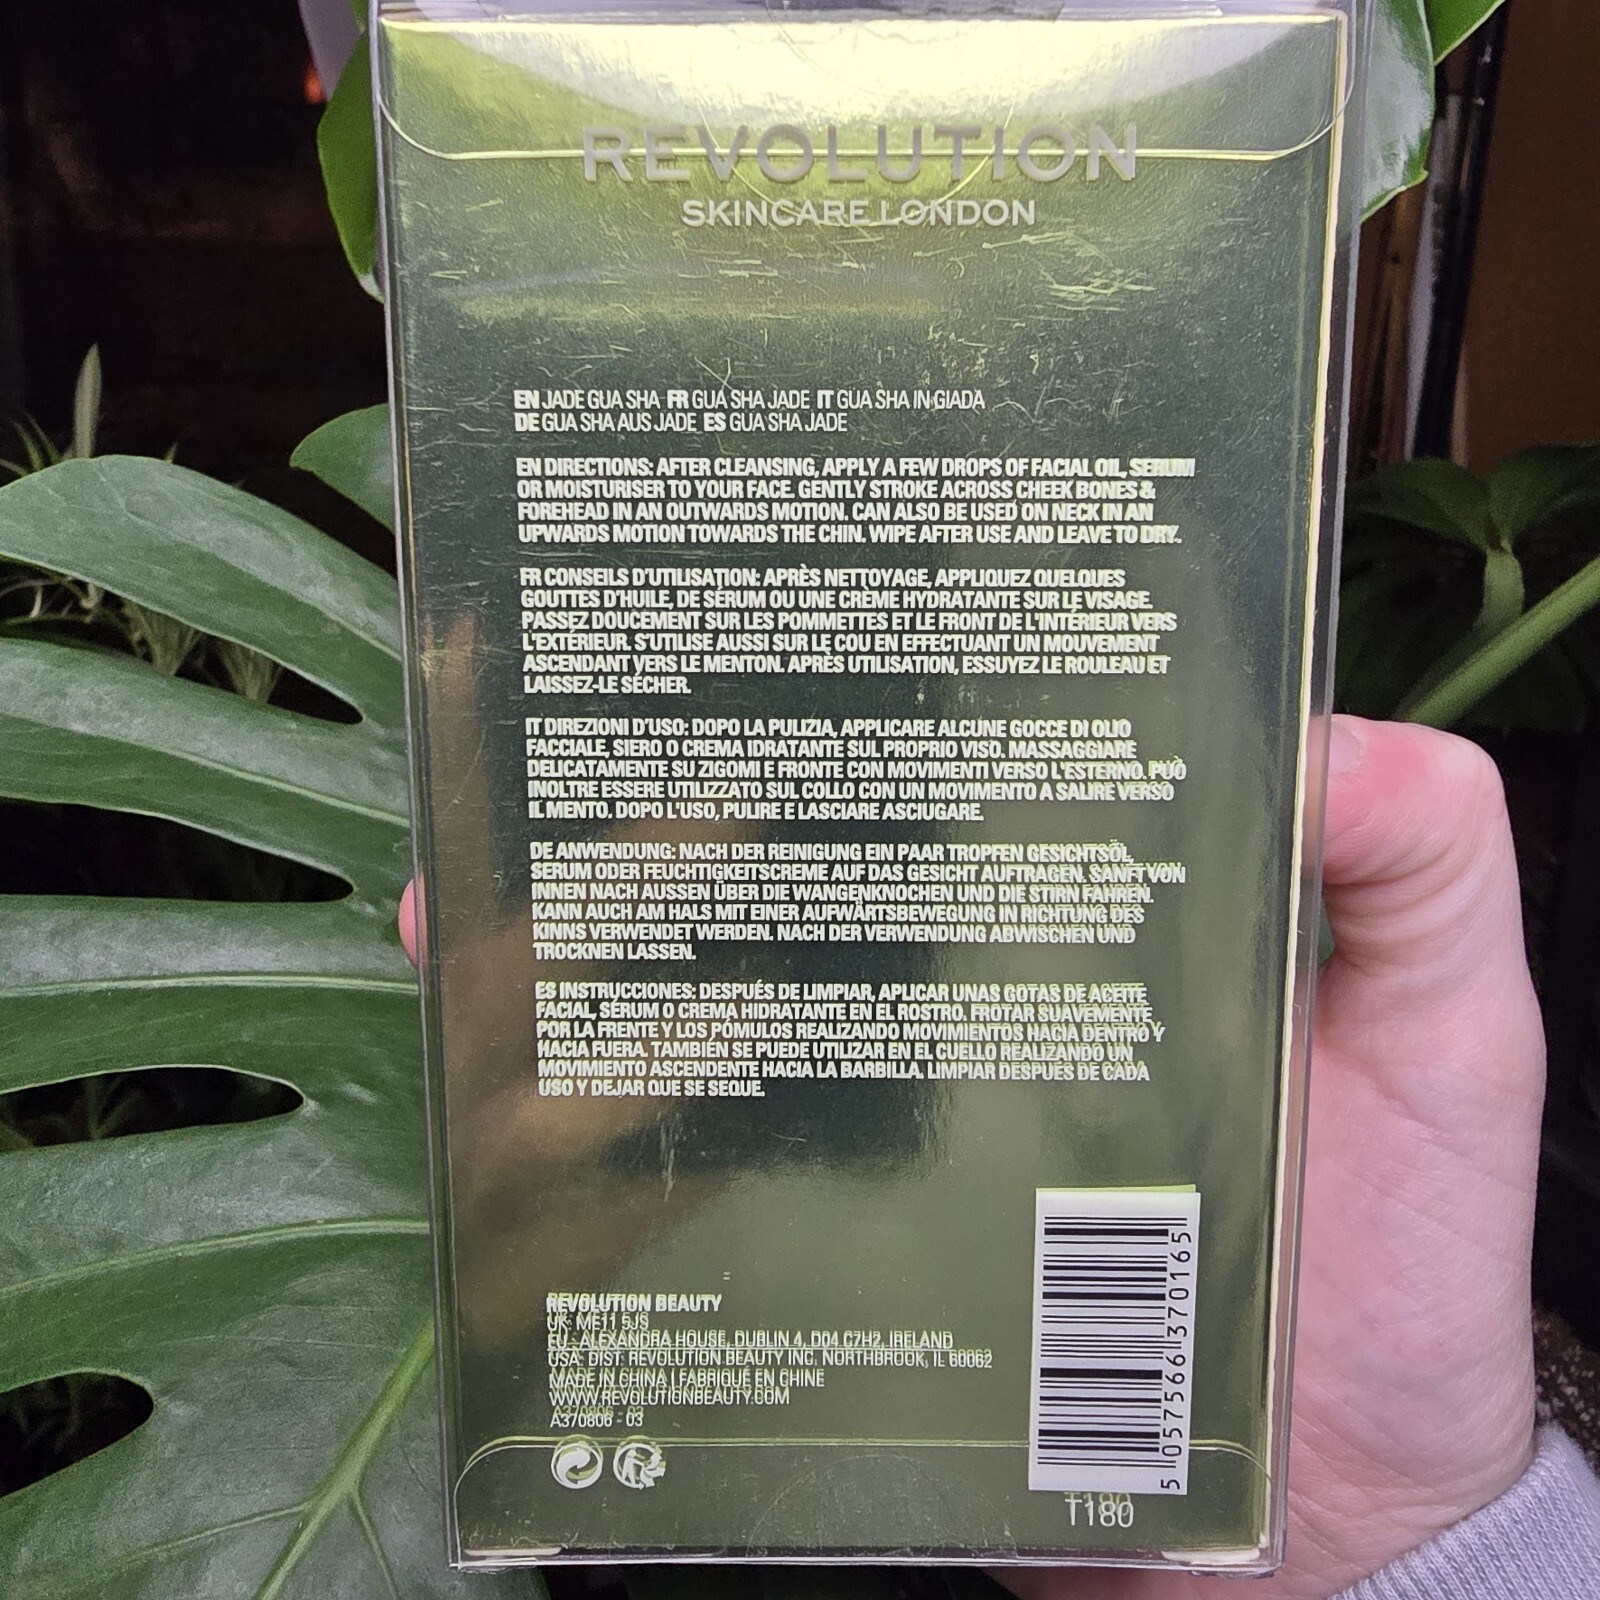 REVOLUTION
SKINCARE LONDON
EN JADE GUA SHA FR GUA SHA JADE IT GUA SHA IN GIADA
DE GUA SHA AUS JADE ES GUA SHA JADE
EN DIRECTIONS: AFTER CLEANSING, APPLY A FEW DROPS OF FACIAL OIL, SERUM
OR MOISTURISER TO YOUR FACE. GENTLY STROKE ACROSS CHEEK BONES &
FOREHEAD IN AN OUTWARDS MOTION. CAN ALSO BE USED ON NECK IN AN
UPWARDS MOTION TOWARDS THE CHIN. WIPE AFTER USE AND LEAVE TO DRY.
FR CONSEILS D'UTILISATION: APRÈS NETTOYAGE, APPLIQUEZ QUELQUES
GOUTTES D'HUILE, DE SÉRUM OU UNE CRÈME HYDRATANTE SUR LE VISAGE.
PASSEZ DOUCEMENT SUR LES POMMETTES ET LE FRONT DE L'INTÉRIEUR VERS
L'EXTÉRIEUR. S'UTILISE AUSSI SUR LE COU EN EFFECTUANT UN MOUVEMENT
ASCENDANT VERS LE MENTON. APRÈS UTILISATION, ESSUYEZ LE ROULEAU ET
LAISSEZ-LE SÉCHER.
IT DIREZIONI D'USO: DOPO LA PULIZIA, APPLICARE ALCUNE GOCCE DI OLIO
FACCIALE, SIERO O CREMA IDRATANTE SUL PROPRIO VISO. MASSAGGIARE
DELICATAMENTE SU ZIGOMI E FRONTE CON MOVIMENTI VERSO L'ESTERNO. PUÒ
INOLTRE ESSERE UTILIZZATO SUL COLLO CON UN MOVIMENTO A SALIRE VERSO
IL MENTO. DOPO L'USO, PULIRE E LASCIARE ASCIUGARE.
DE ANWENDUNG: NACH DER REINIGUNG EIN PAAR TROPFEN GESICHTSÖL,
SERUM ODER FEUCHTIGKEITSCREME AUF DAS GESICHT AUFTRAGEN. SANFT VON
INNEN NACH AUSSEN ÜBER DIE WANGENKNOCHEN UND DIE STIRN FAHREN.
KANN AUCH AM HALS MIT EINER AUFWÄRTSBEWEGUNG IN RICHTUNG DES
KINNS VERWENDET WERDEN. NACH DER VERWENDUNG ABWISCHEN UND
TROCKNEN LASSEN.
ES INSTRUCCIONES: DESPUÉS DE LIMPIAR, APLICAR UNAS GOTAS DE ACEITE
FACIAL, SÉRUM O CREMA HIDRATANTE EN EL ROSTRO. FROTAR SUAVEMENTE
POR LA FRENTE Y LOS PÓMULOS REALIZANDO MOVIMIENTOS HACIA DENTRO Y
HACIA FUERA. TAMBIÉN SE PUEDE UTILIZAR EN EL CUELLO REALIZANDO UN
MOVIMIENTO ASCENDENTE HACIA LA BARBILLA. LIMPIAR DESPUÉS DE CADA
USO Y DEJAR QUE SE SEQUE.
REVOLUTION BEAUTY
UK: ME11 5JS
EU: ALEXANDRA HOUSE, DUBLIN 4, D04 C7H2, IRELAND
USA: DIST. REVOLUTION BEAUTY INC, NORTHBROOK, IL 60062
MADE IN CHINA | FABRIQUÉ EN CHINE
WWW.REVOLUTIONBEAUTY.COM
A370806 - 03
5 057566 370165
T180